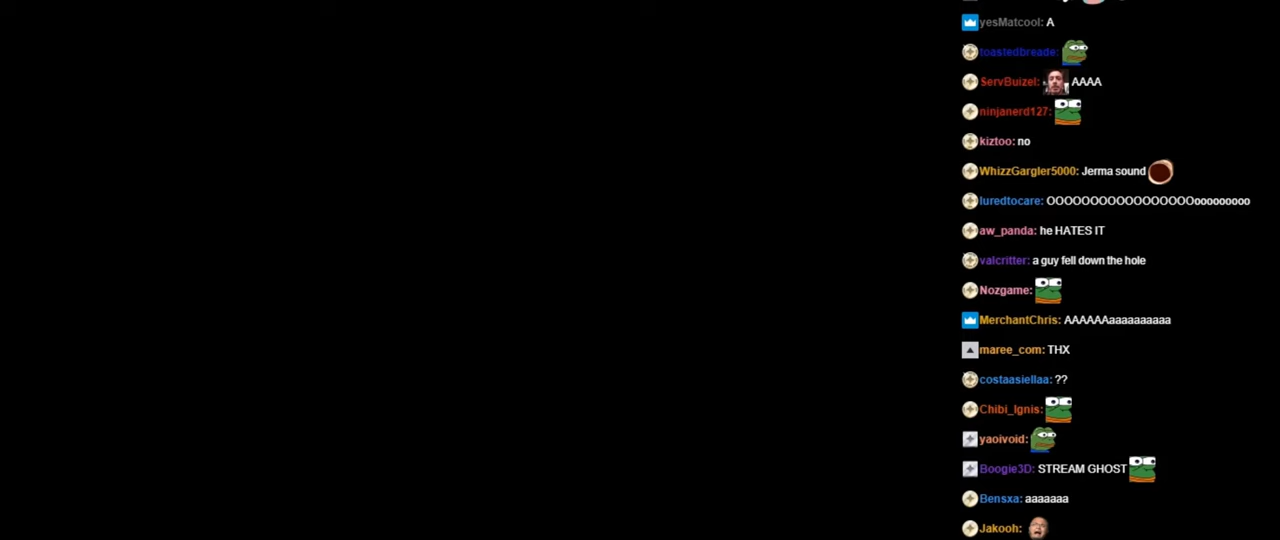 yesMatcool: A
toastedbreade:
ServBuizel: AAAA
ninjanerd127:
kiztoo: no
WhizzGargler5000: Jerma sound
luredtocare: OOOOOOOOOOOOOOOOOooooooooo
aw_panda: he HATES IT
valcritter: a guy fell down the hole
Nozgame:
MerchantChris: AAAAAAaaaaaaaaaa
maree_com: THX
costaasiellaa: ??
Chibi_Ignis:
yaoivoid:
Boogie3D: STREAM GHOST
Bensxa: aaaaaaa
Jakooh: